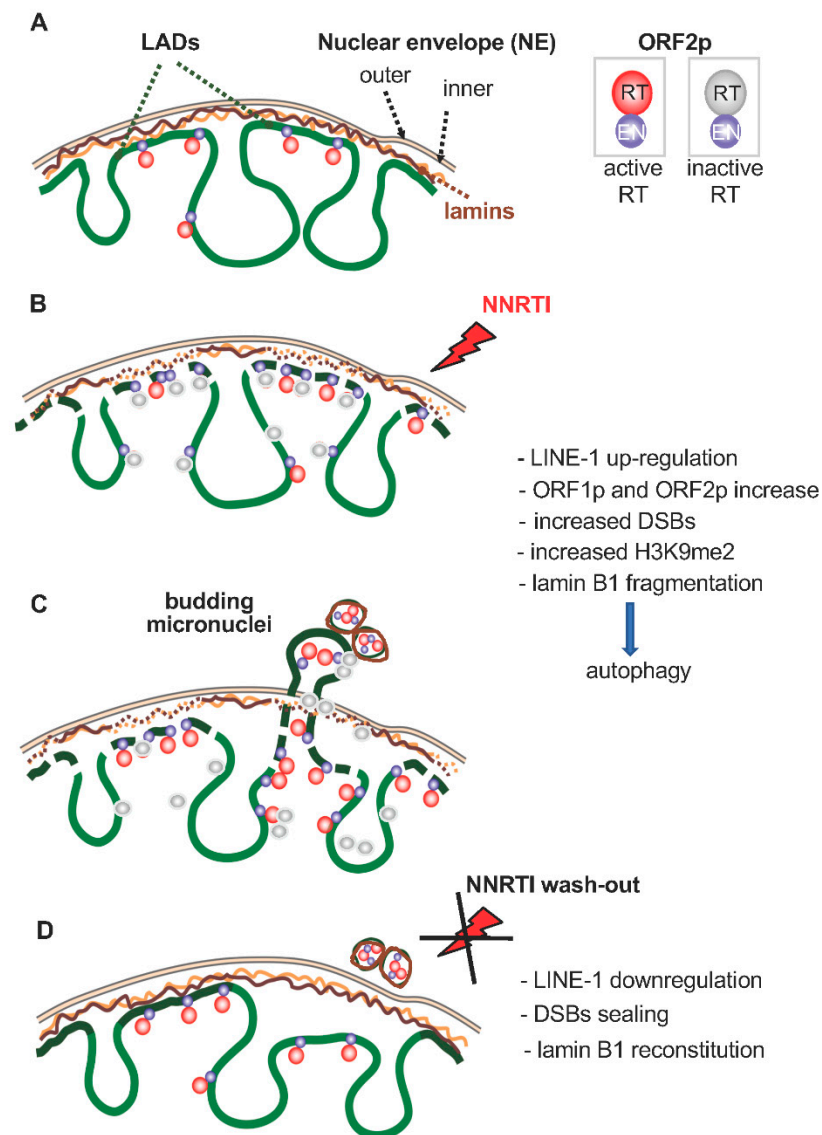 A
LADs
Nuclear envelope (NE)
outer
inner
lamins
ORF2p
RT
EN
active
RT
RT
EN
inactive
RT
B
NNRTI
- LINE-1 up-regulation
- ORF1p and ORF2p increase
- increased DSBs
- increased H3K9me2
- lamin B1 fragmentation
autophagy
C
budding
micronuclei
D
NNRTI wash-out
- LINE-1 downregulation
- DSBs sealing
- lamin B1 reconstitution